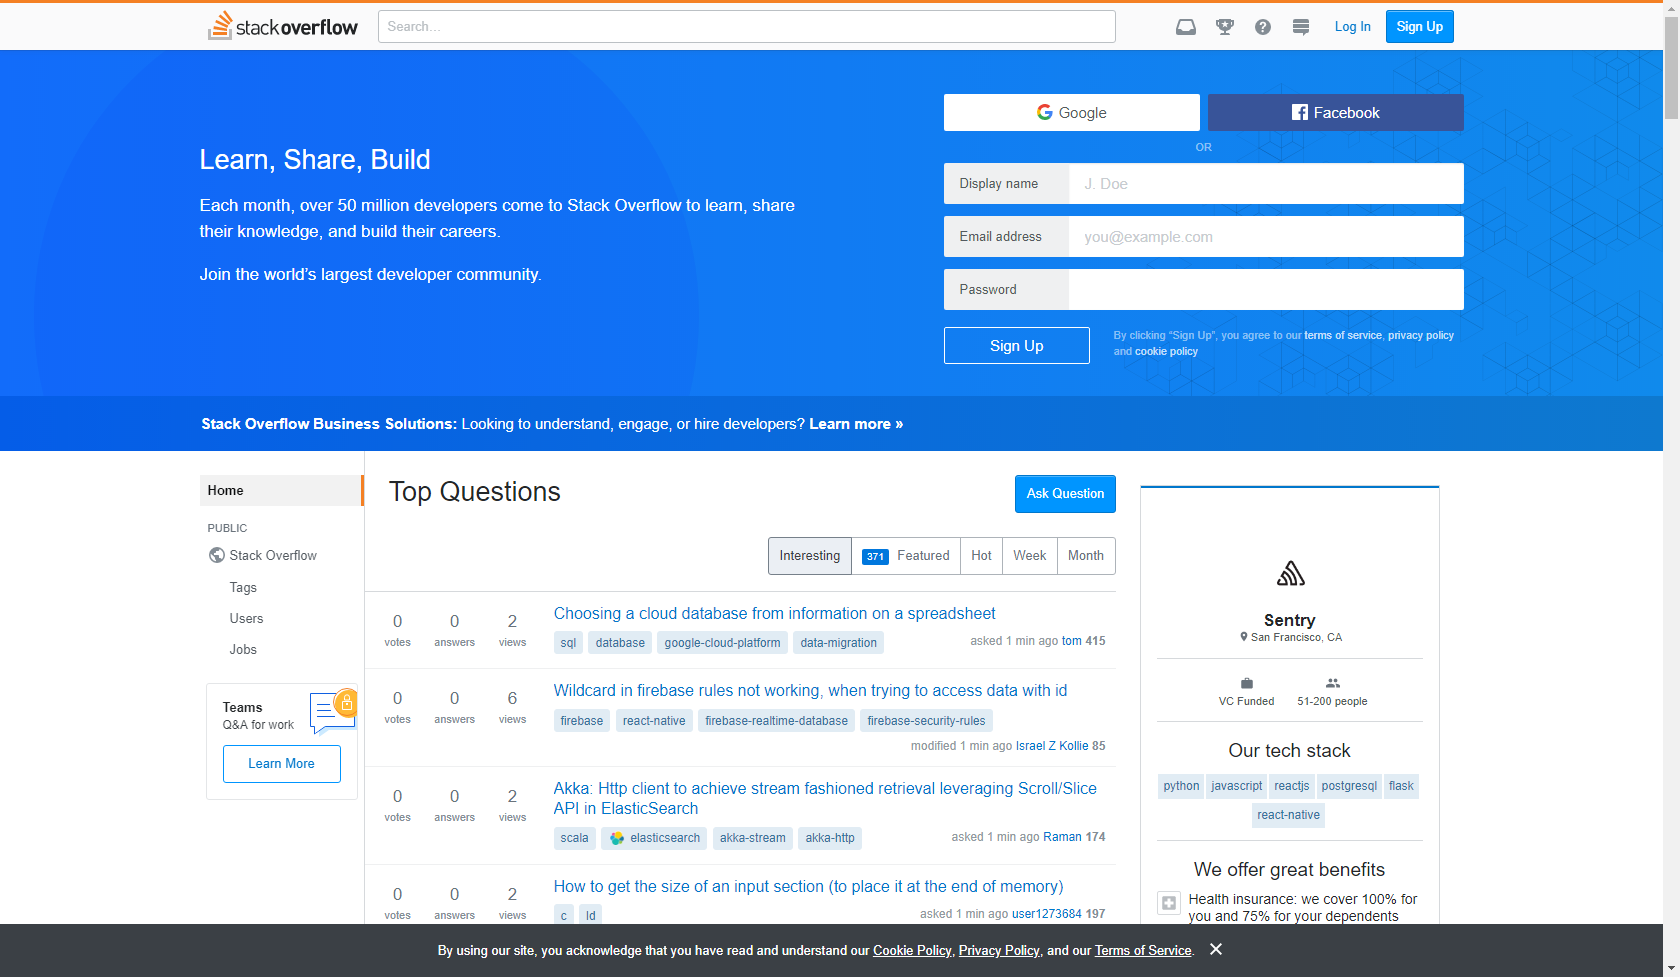 stackoverflow
Search...
Log In
Sign Up
Learn, Share, Build
Each month, over 50 million developers come to Stack Overflow to learn, share
their knowledge, and build their careers.
Join the world's largest developer community.
Google
Facebook
OR
Display name
J. Doe
Email address
you@example.com
Password
Sign Up
By clicking “Sign Up”, you agree to our terms of service, privacy policy
and cookie policy
Stack Overflow Business Solutions: Looking to understand, engage, or hire developers? Learn more »
Home
PUBLIC
Stack Overflow
Tags
Users
Jobs
Teams
Q&A for work
Learn More
Top Questions
Ask Question
Interesting
371 Featured
Hot
Week
Month
0 votes
0 answers
2 views
Choosing a cloud database from information on a spreadsheet
sql database google-cloud-platform data-migration
asked 1 min ago tom 415
0 votes
0 answers
6 views
Wildcard in firebase rules not working, when trying to access data with id
firebase react-native firebase-realtime-database firebase-security-rules
modified 1 min ago Israel Z Kollie 85
0 votes
0 answers
2 views
Akka: Http client to achieve stream fashioned retrieval leveraging Scroll/Slice
API in ElasticSearch
scala elasticsearch akka-stream akka-http
asked 1 min ago Raman 174
0 votes
0 answers
2 views
How to get the size of an input section (to place it at the end of memory)
c ld
asked 1 min ago user1273684 197
Sentry
San Francisco, CA
VC Funded
51-200 people
Our tech stack
python javascript reactjs postgresql flask
react-native
We offer great benefits
Health insurance: we cover 100% for
you and 75% for your dependents
By using our site, you acknowledge that you have read and understand our Cookie Policy, Privacy Policy, and our Terms of Service.